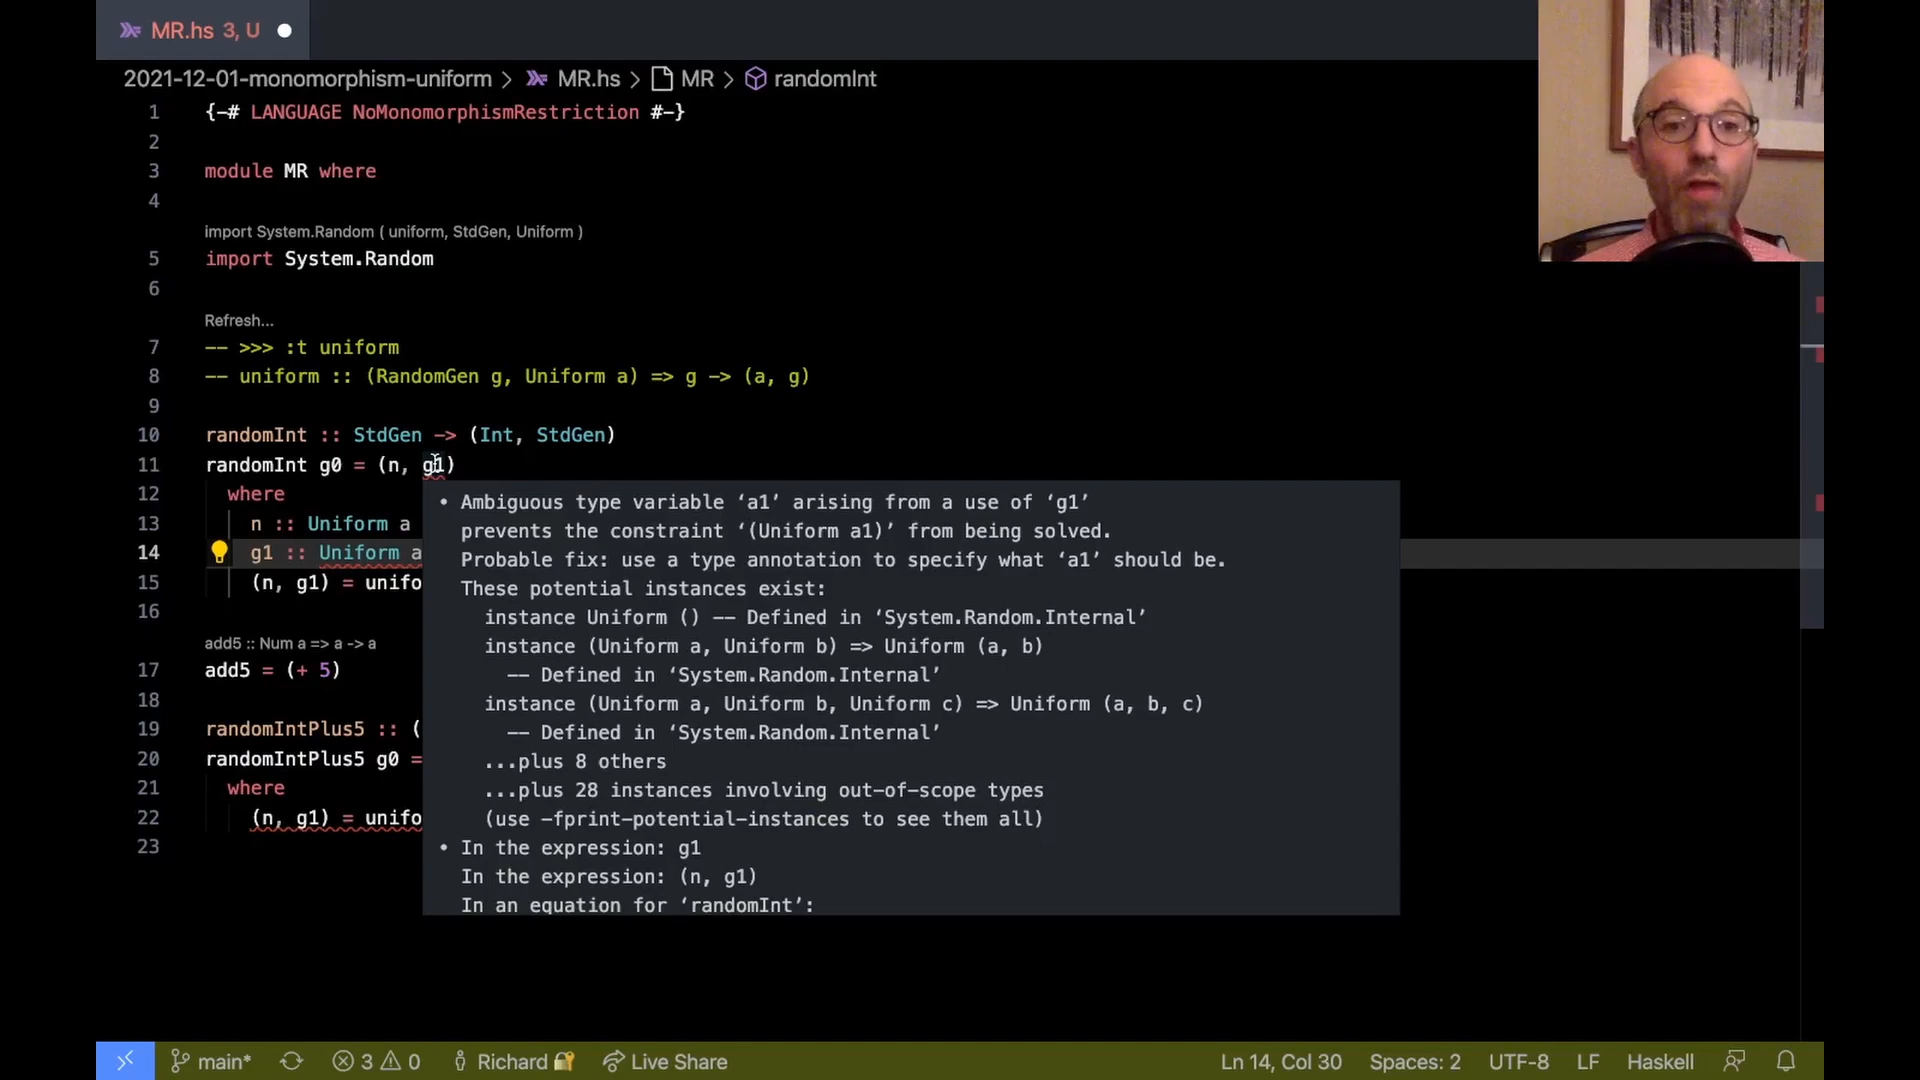 MR.hs 3, U
2021-12-01-monomorphism-uniform > MR.hs > MR > randomInt
1 {-# LANGUAGE NoMonomorphismRestriction #-}
2
3 module MR where
4
import System.Random ( uniform, StdGen, Uniform )
5 import System.Random
6
Refresh...
7 -- >>> :t uniform
8 -- uniform :: (RandomGen g, Uniform a) => g -> (a, g)
9
10 randomInt :: StdGen -> (Int, StdGen)
11 randomInt g0 = (n, g1)
12 where
13 n :: Uniform a
14 g1 :: Uniform a
15 (n, g1) = unifo
16
add5 :: Num a => a -> a
17 add5 = (+ 5)
18
19 randomIntPlus5 :: (
20 randomIntPlus5 g0 =
21 where
22 (n, g1) = unifo
23
• Ambiguous type variable ‘a1’ arising from a use of ‘g1’
prevents the constraint ‘(Uniform a1)’ from being solved.
Probable fix: use a type annotation to specify what ‘a1’ should be.
These potential instances exist:
instance Uniform () -- Defined in ‘System.Random.Internal’
instance (Uniform a, Uniform b) => Uniform (a, b)
-- Defined in ‘System.Random.Internal’
instance (Uniform a, Uniform b, Uniform c) => Uniform (a, b, c)
-- Defined in ‘System.Random.Internal’
...plus 8 others
...plus 28 instances involving out-of-scope types
(use -fprint-potential-instances to see them all)
• In the expression: g1
In the expression: (n, g1)
In an equation for ‘randomInt’:
main* 3 0 Richard Live Share Ln 14, Col 30 Spaces: 2 UTF-8 LF Haskell